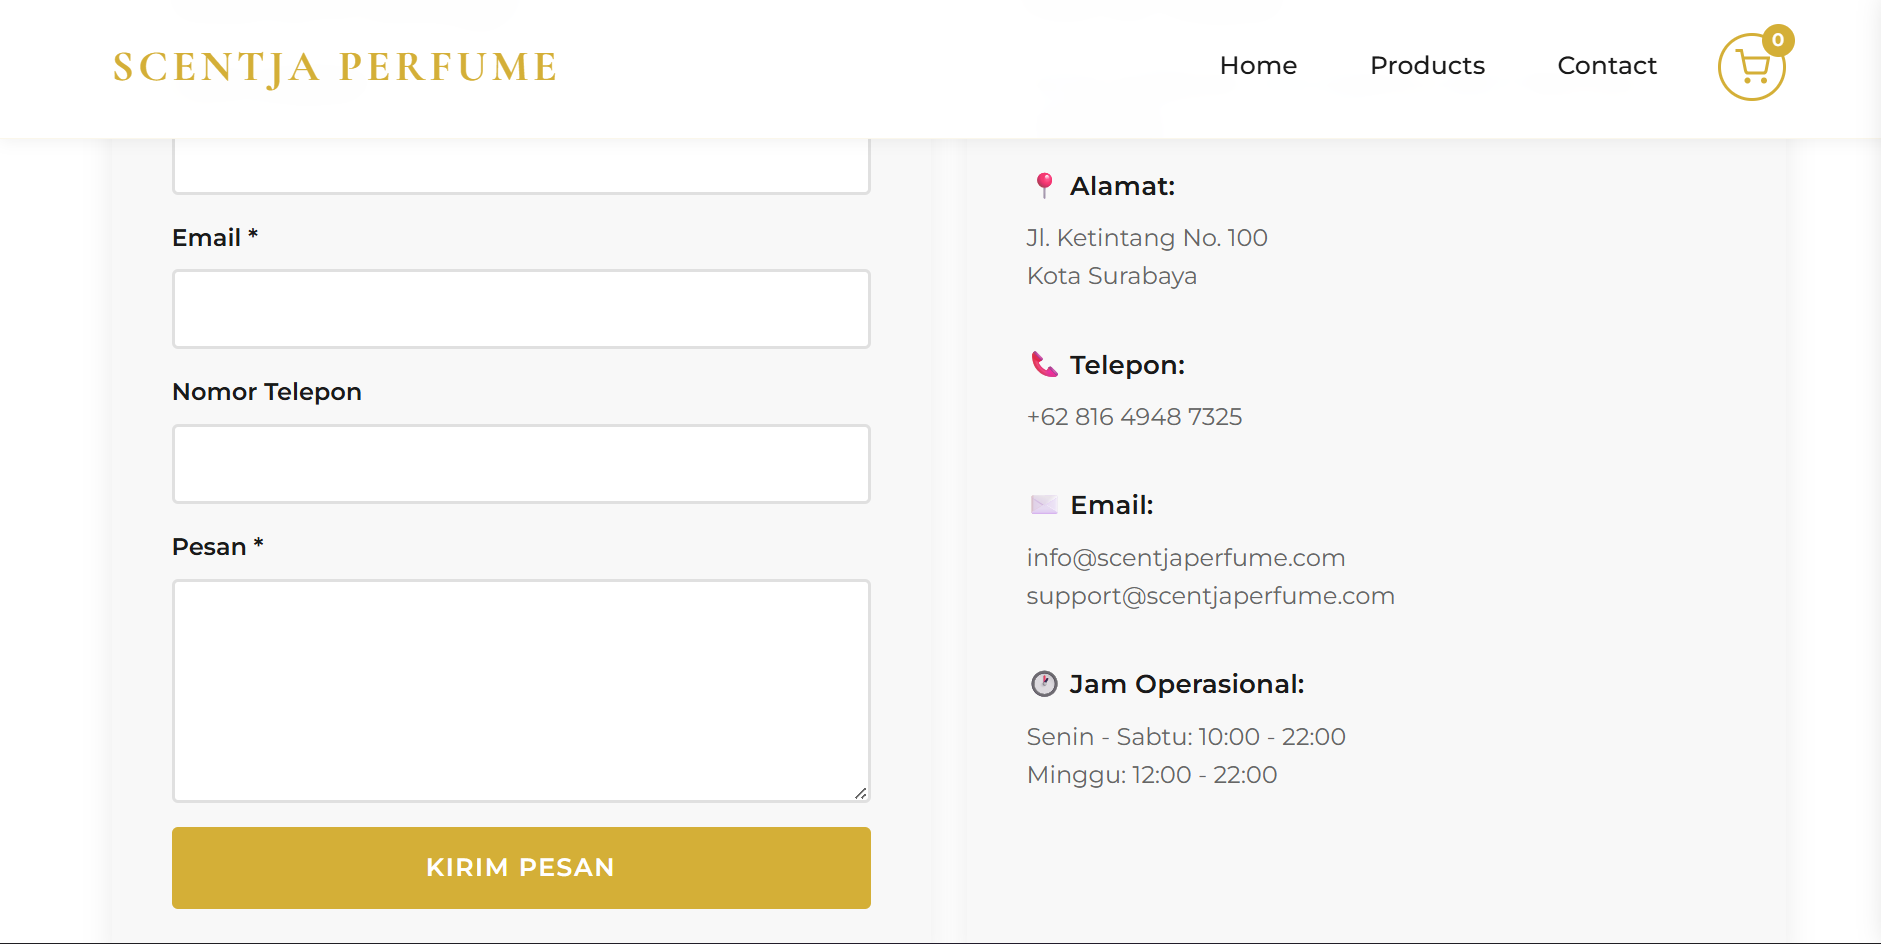 SCENTJA PERFUME
Home
Products
Contact
0
Email *
Nomor Telepon
Pesan *
KIRIM PESAN
Alamat:
Jl. Ketintang No. 100
Kota Surabaya
Telepon:
+62 816 4948 7325
Email:
info@scentjaperfume.com
support@scentjaperfume.com
Jam Operasional:
Senin - Sabtu: 10:00 - 22:00
Minggu: 12:00 - 22:00